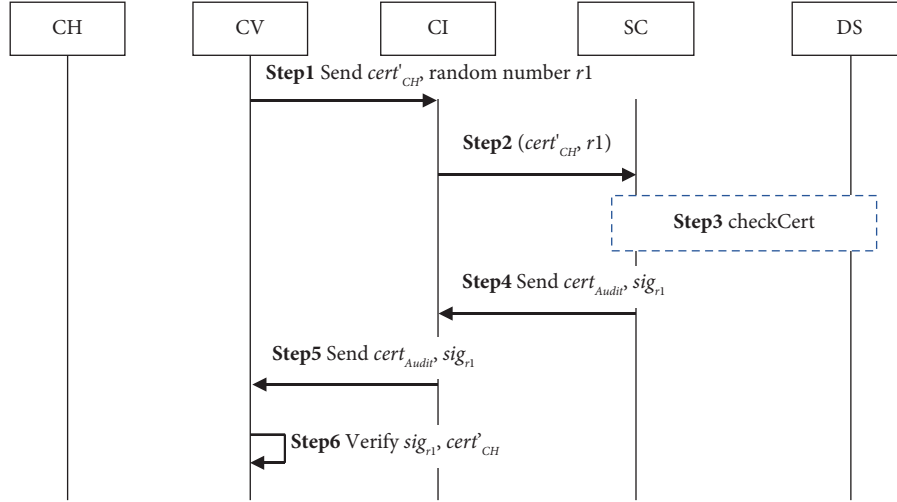 CH
CV
CI
SC
DS
Step1 Send cert'CH, random number r1
Step2 (cert'CH, r1)
Step3 checkCert
Step4 Send certAudit, sigr1
Step5 Send certAudit, sigr1
Step6 Verify sigr1, cert’CH